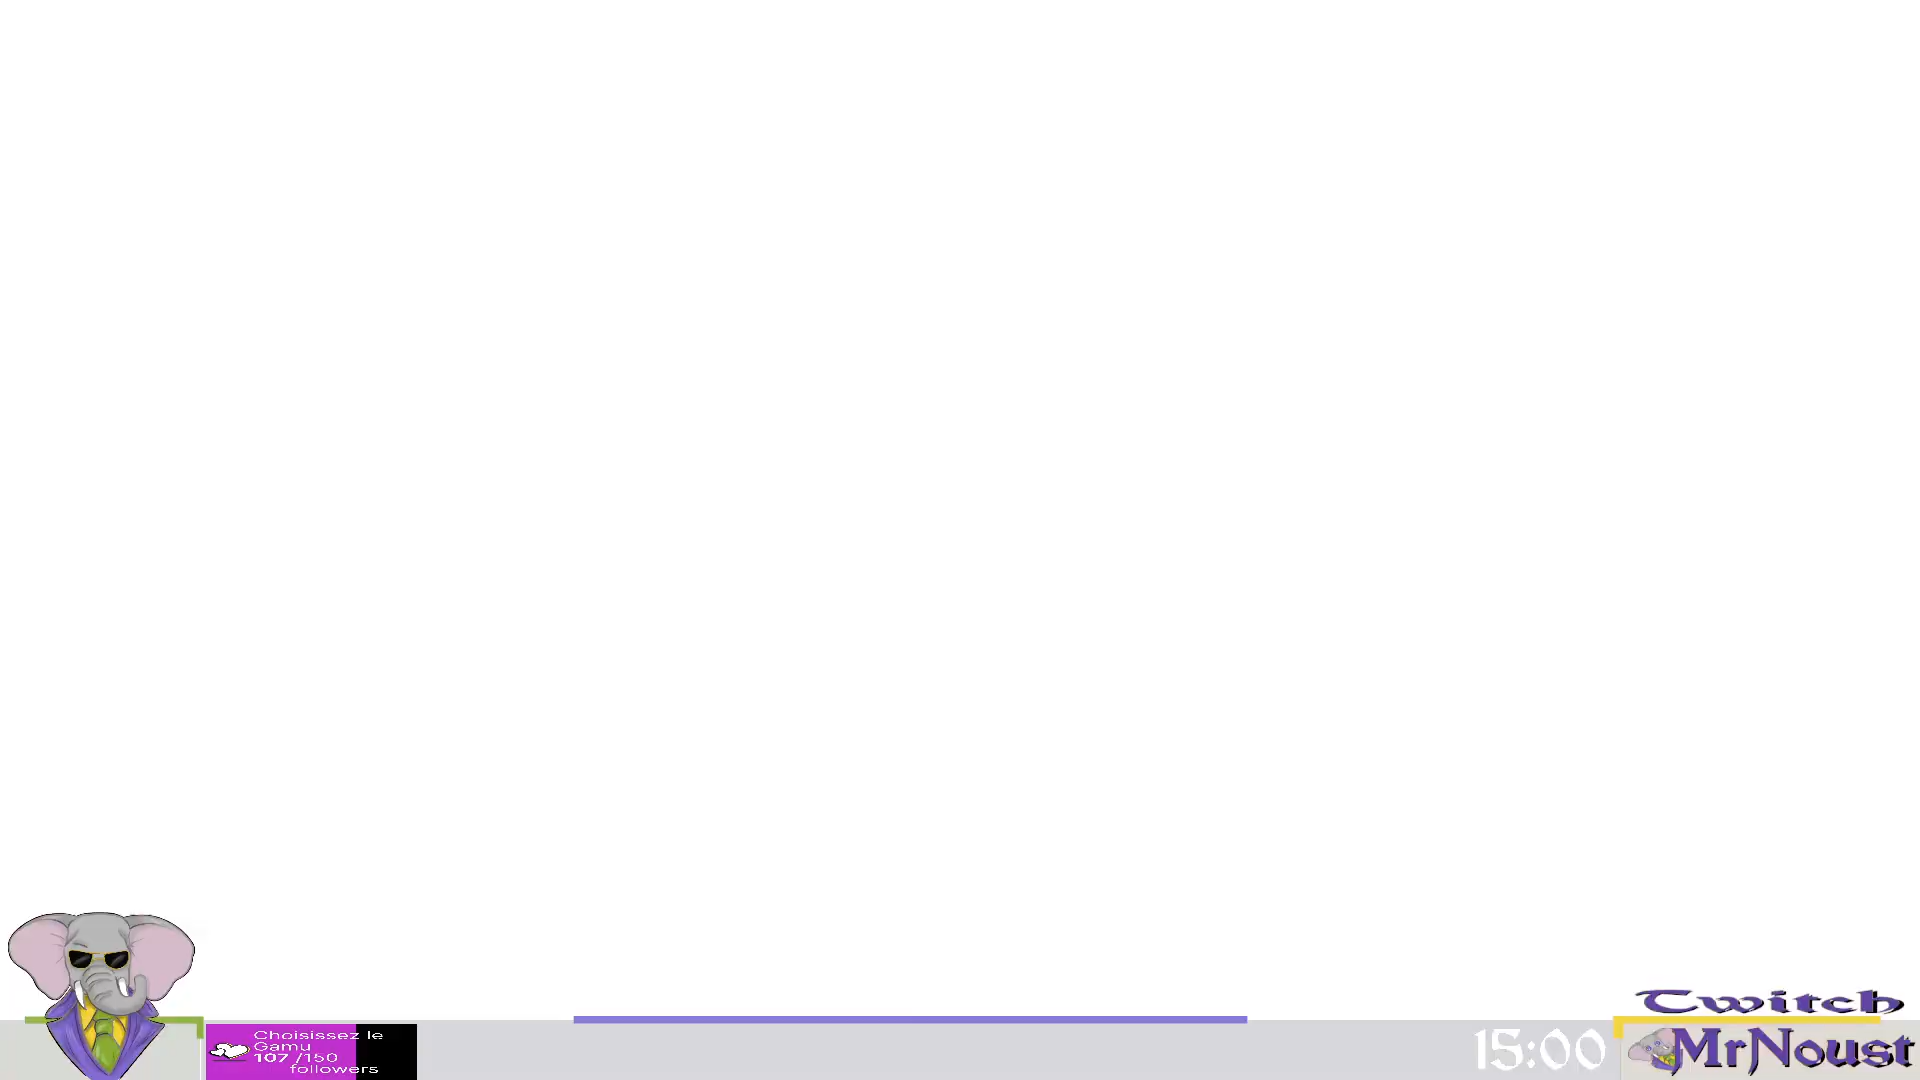 Choisissez le
Gamu
107 /150
followers
15:00
Twitch
MrNoust